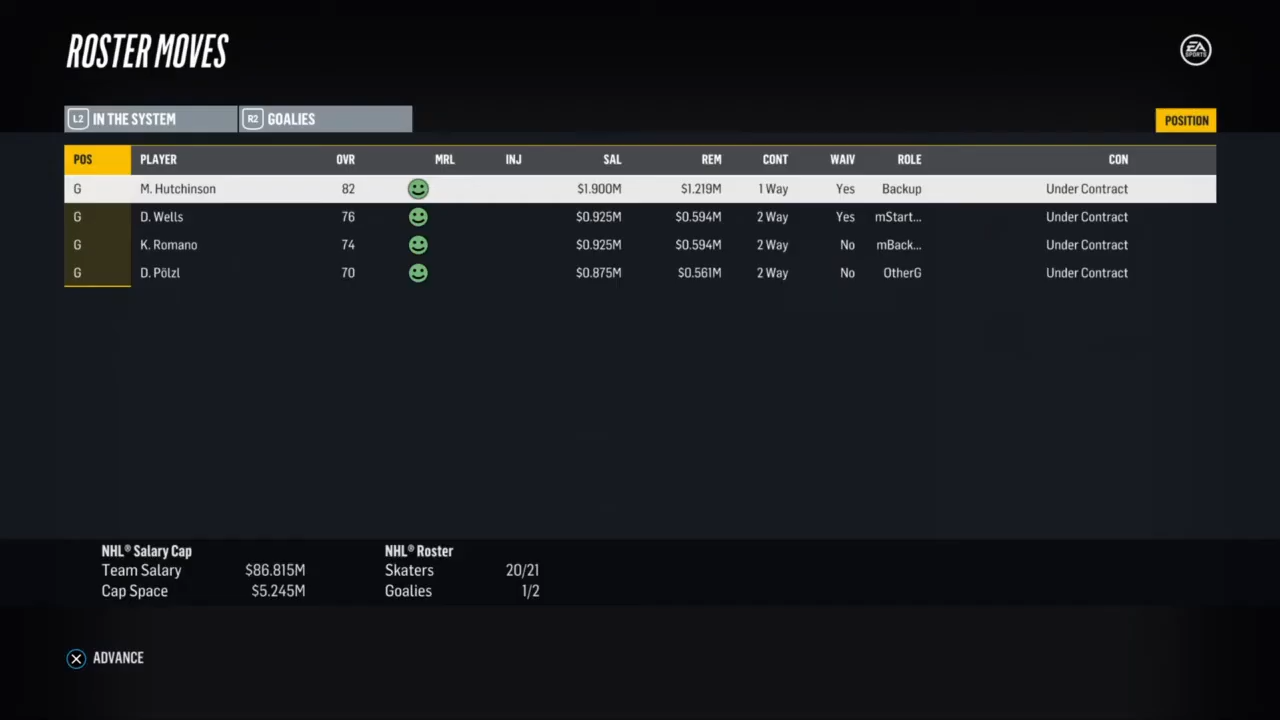 ROSTER MOVES
EA SPORTS
L2 IN THE SYSTEM R2 GOALIES
POSITION
POS PLAYER OVR MRL INJ SAL REM CONT WAIV ROLE CON
G M. Hutchinson 82 $1.900M $1.219M 1 Way Yes Backup Under Contract
G D. Wells 76 $0.925M $0.594M 2 Way Yes mStart... Under Contract
G K. Romano 74 $0.925M $0.594M 2 Way No mBack... Under Contract
G D. Pölzl 70 $0.875M $0.561M 2 Way No OtherG Under Contract
NHL® Salary Cap NHL® Roster
Team Salary $86.815M Skaters 20/21
Cap Space $5.245M Goalies 1/2
ADVANCE